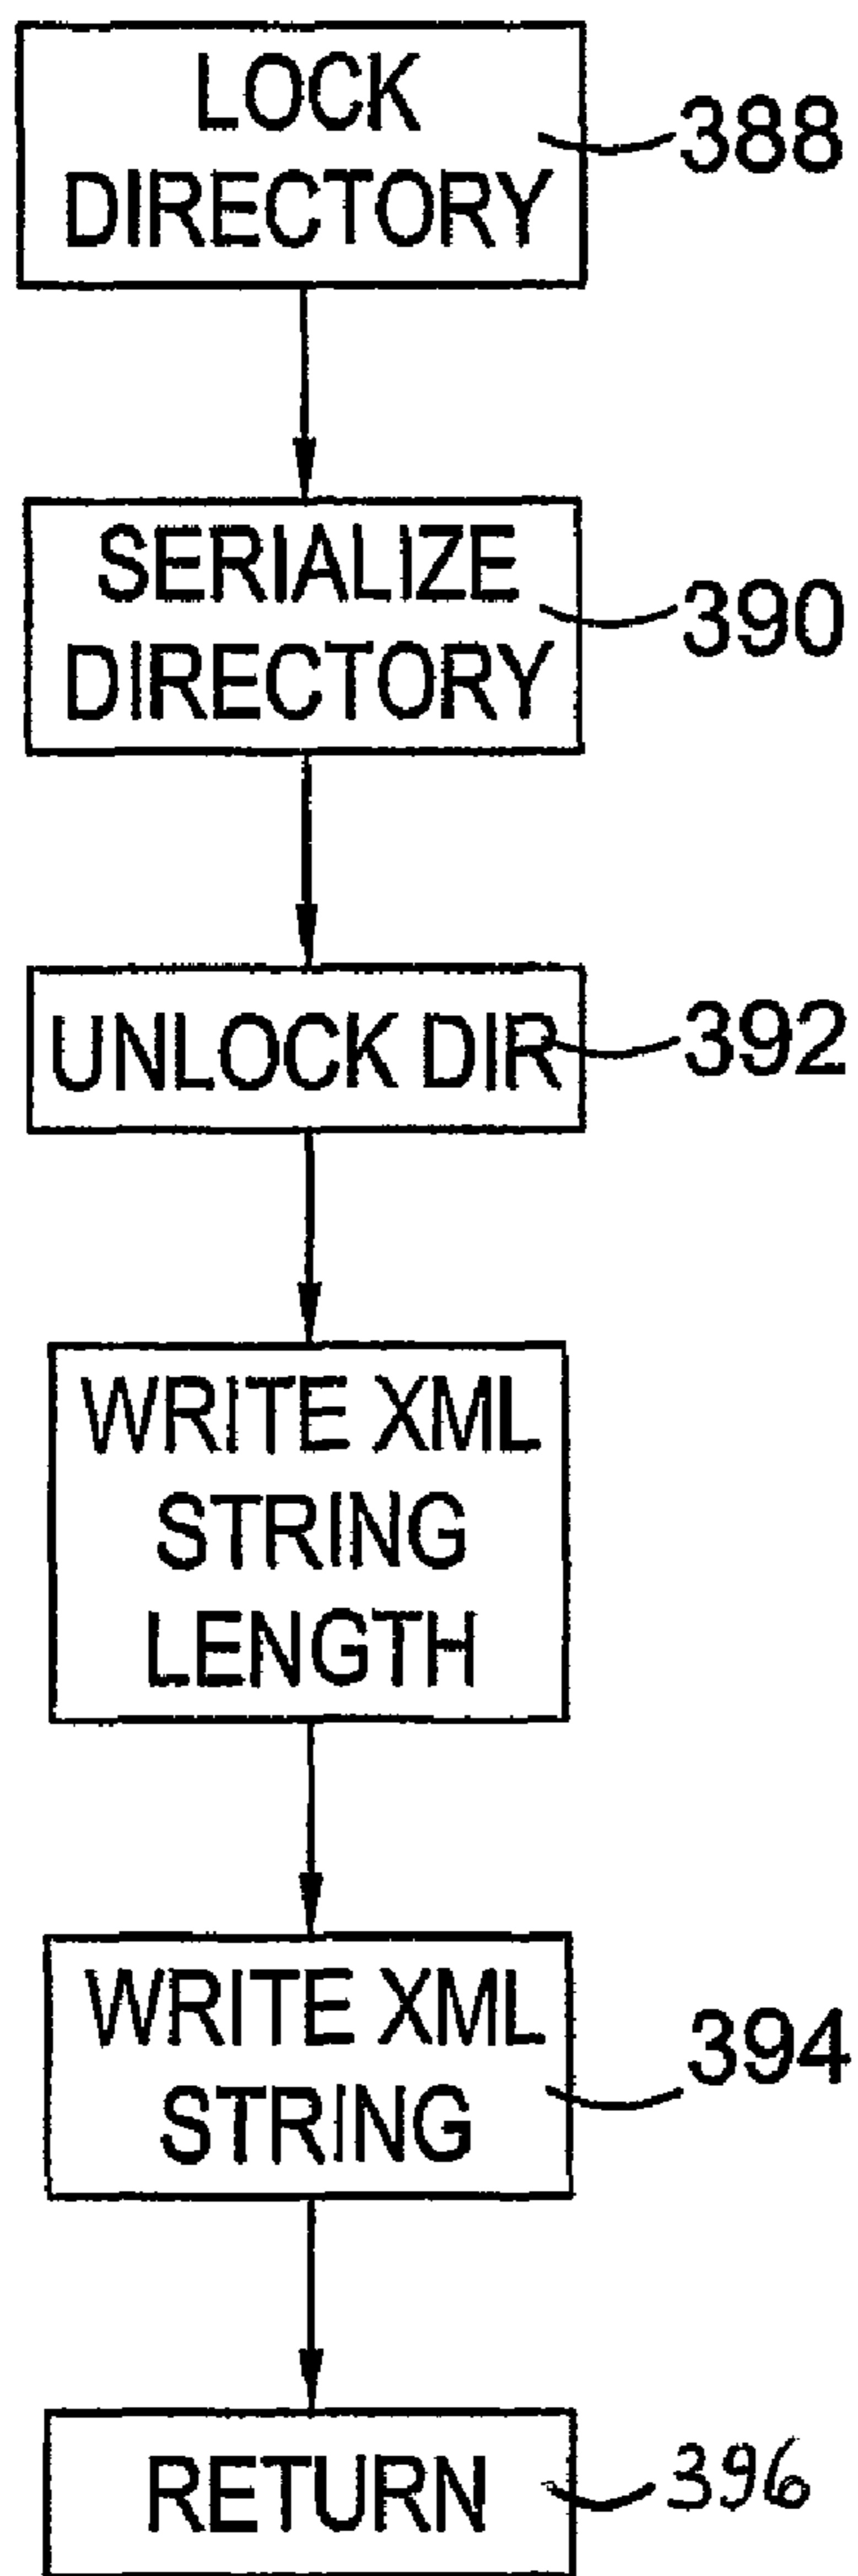 LOCK
DIRECTORY
388
SERIALIZE
DIRECTORY
390
UNLOCK DIR
392
WRITE XML
STRING
LENGTH
WRITE XML
STRING
394
RETURN
396